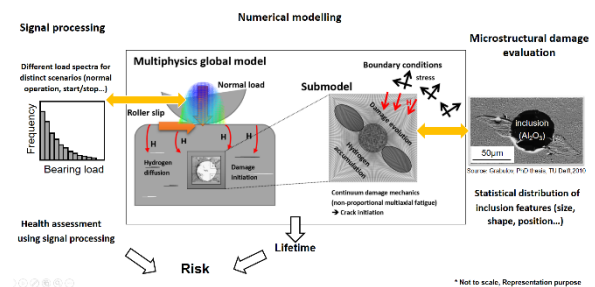 Signal processing
Numerical modelling
Microstructural damage
evaluation
Different load spectra for
distinct scenarios (normal
operation, start/stop...)
Frequency
Bearing load
Health assessment
using signal processing
Multiphysics global model
Normal load
Roller slip
H
H
H
H
Hydrogen
diffusion
Damage
initiation
Submodel
Boundary conditions
stress
H
Damage evolution
Hydrogen
accumulation
Continuum damage mechanics
(non-proportional multiaxial fatigue)
➔ Crack initiation
inclusion
(Al₂O₃)
50µm
Source: Grabulov, PhD thesis, TU Delft,2010
Statistical distribution of
inclusion features (size,
shape, position...)
Lifetime
Risk
* Not to scale, Representation purpose